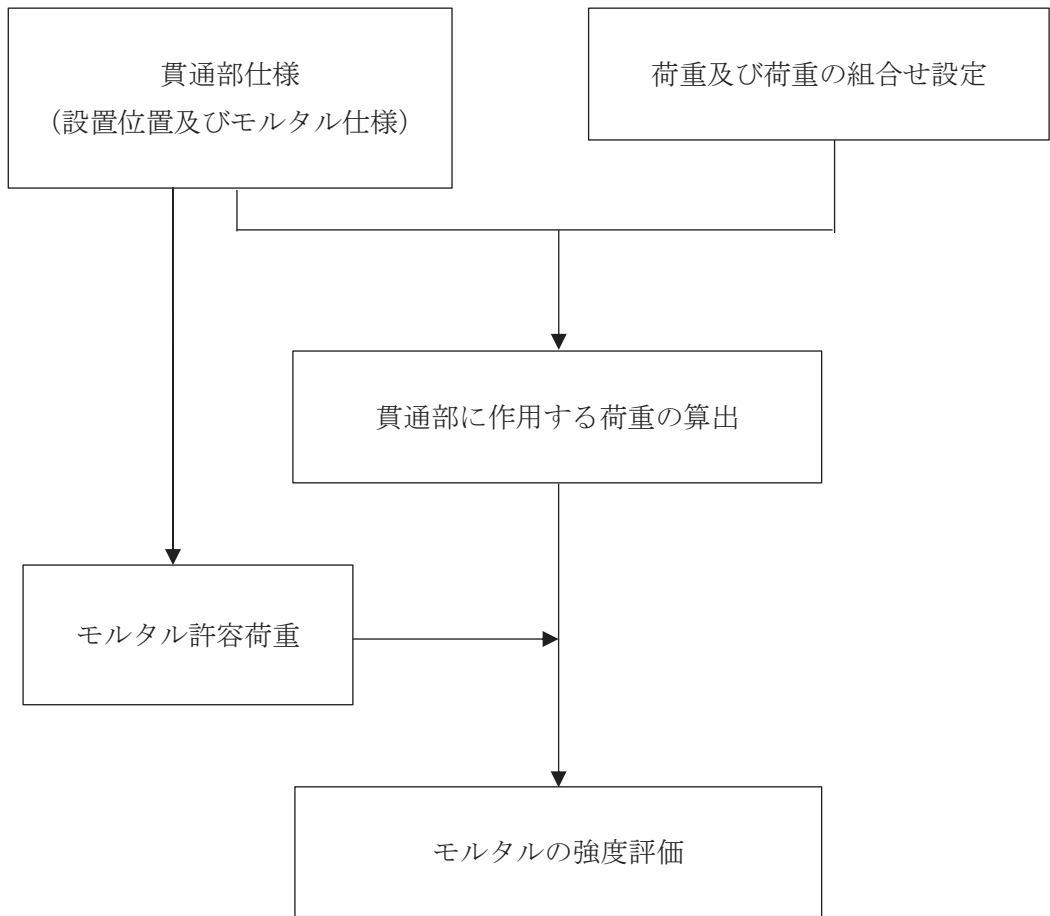 貫通部仕様
（設置位置及びモルタル仕様）
荷重及び荷重の組合せ設定
貫通部に作用する荷重の算出
モルタル許容荷重
モルタルの強度評価